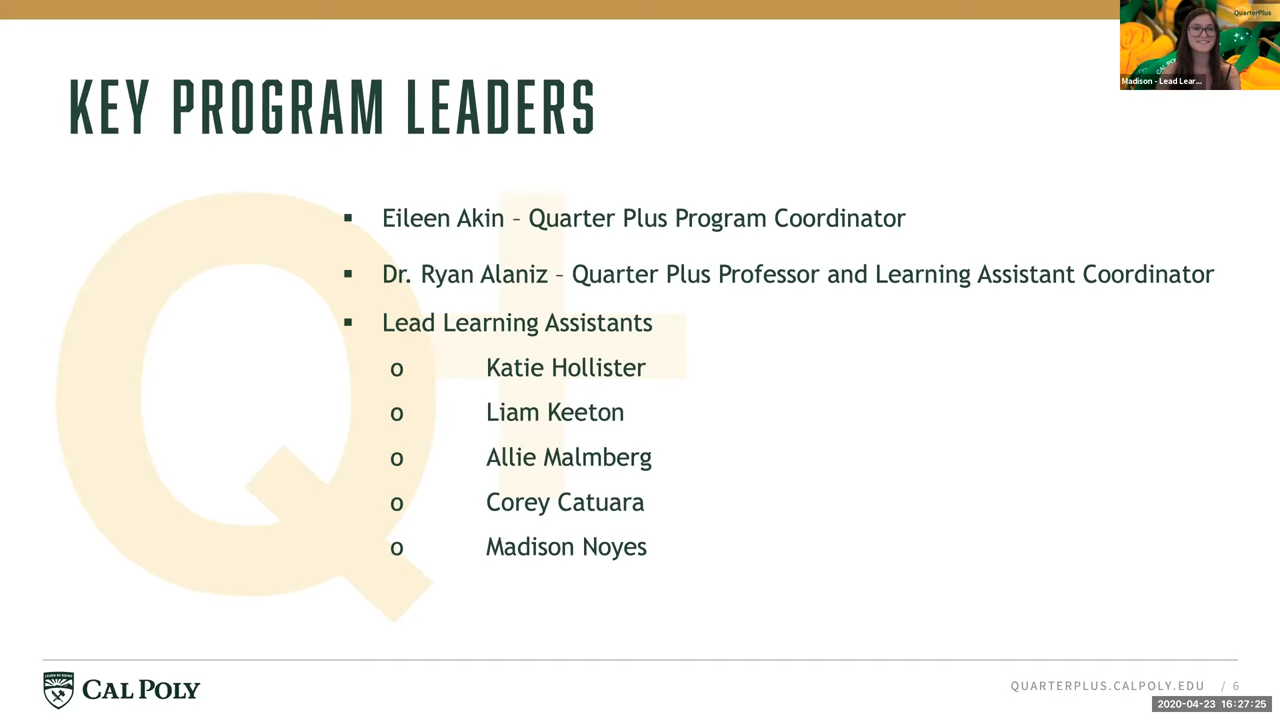 QuarterPlus
CAL PO
Madison - Lead Lear...
KEY PROGRAM LEADERS
▪ Eileen Akin – Quarter Plus Program Coordinator
▪ Dr. Ryan Alaniz – Quarter Plus Professor and Learning Assistant Coordinator
▪ Lead Learning Assistants
o Katie Hollister
o Liam Keeton
o Allie Malmberg
o Corey Catuara
o Madison Noyes
Q+
CAL POLY
QUARTERPLUS.CALPOLY.EDU / 6
2020-04-23 16:27:25